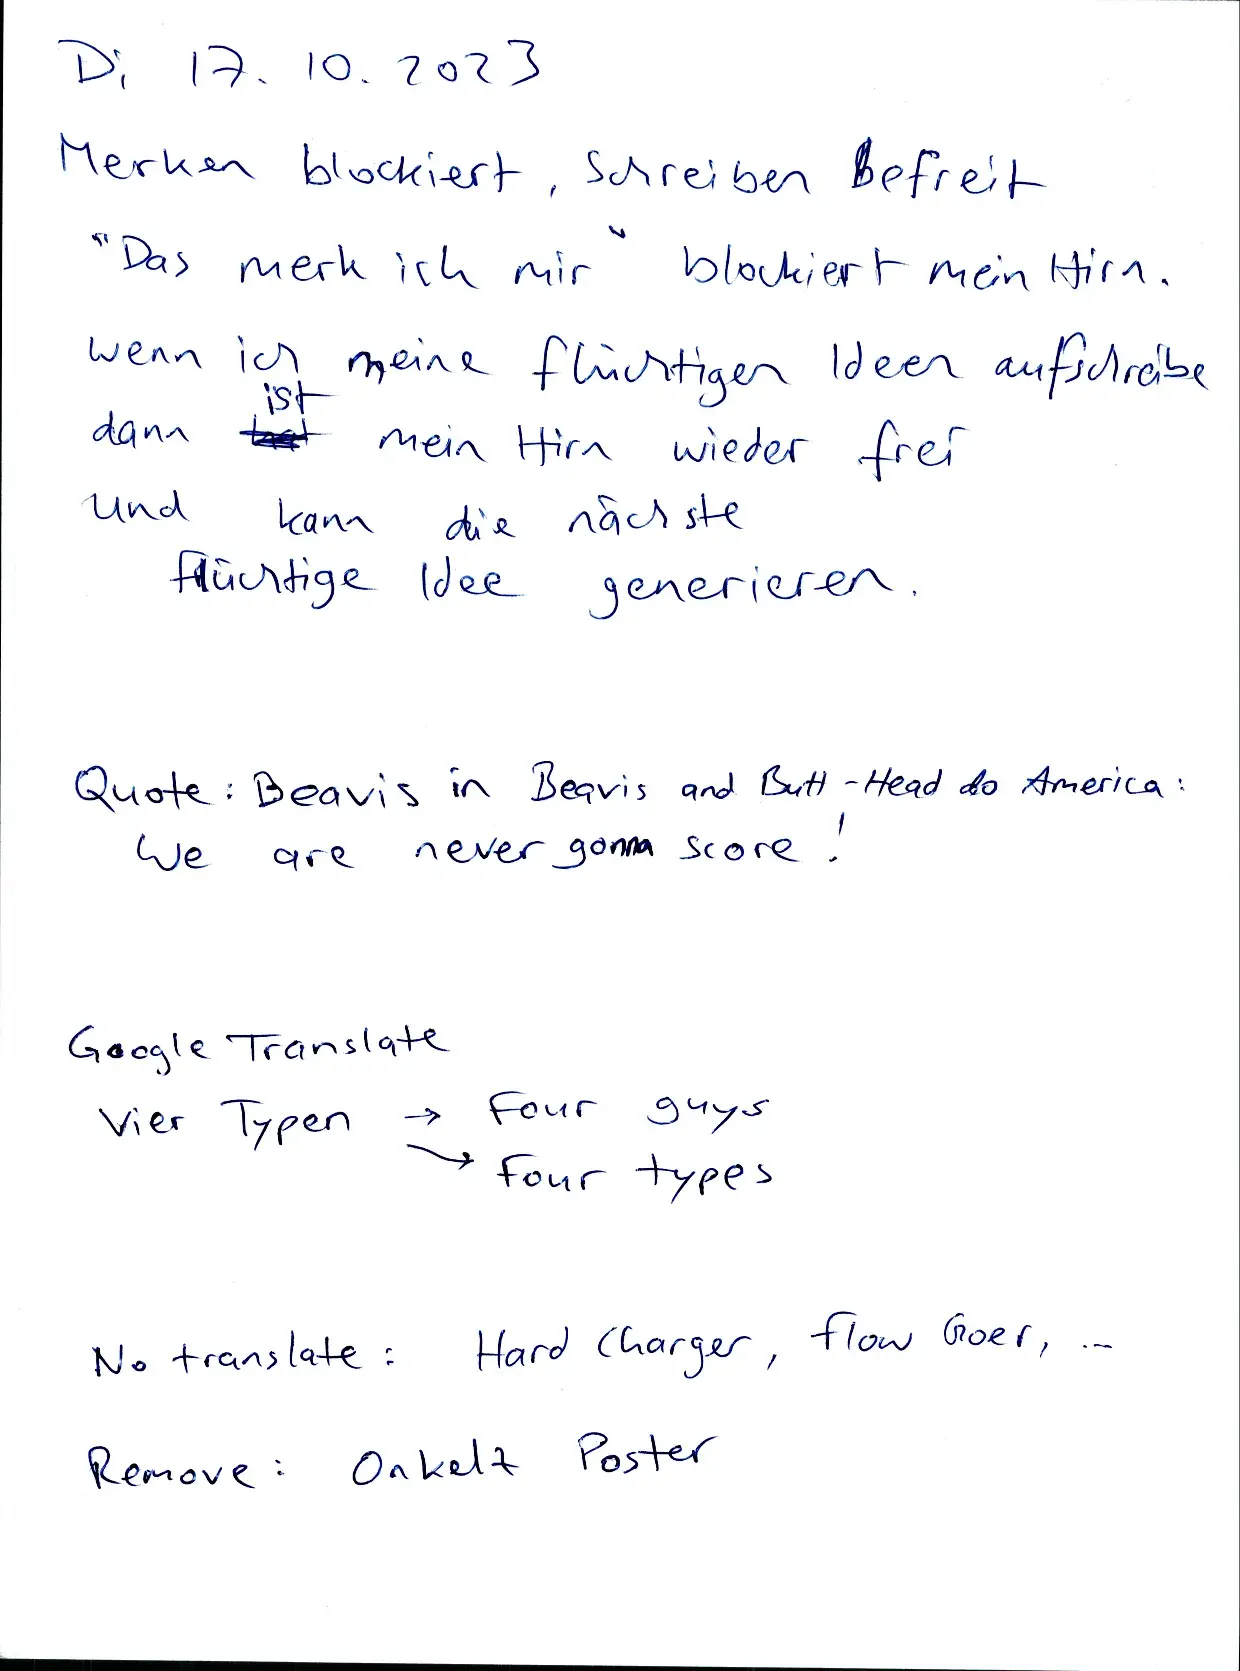 Di 17.10.2023
Merken blockiert, Schreiben Befreit
"Das merk ich mir" blockiert mein Hirn.
wenn ich meine flüchtigen Ideen aufschreibe
dann ist mein Hirn wieder frei
und kann die nächste
flüchtige Idee generieren.
Quote: Beavis in Beavis and Butt-Head do America:
We are never gonna score!
Google Translate
Vier Typen → Four guys
→ Four types
No translate: Hard Charger, Flow Goer, ...
Remove: Onkelz Poster